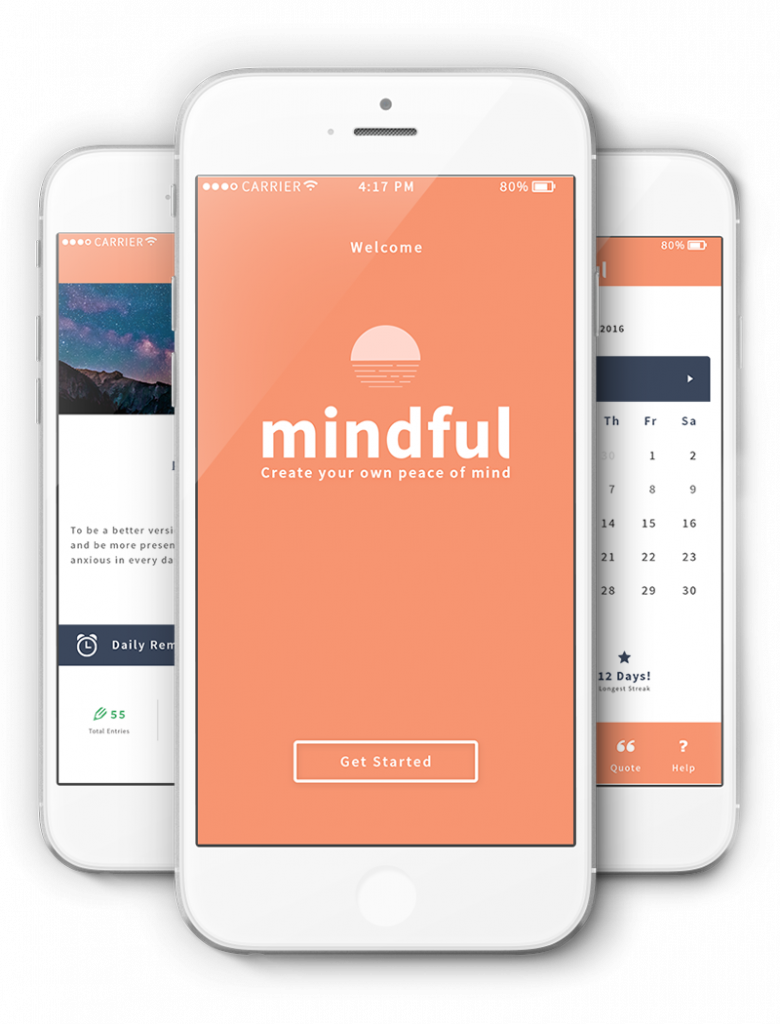 CARRIER
4:17 PM
80%
Welcome
mindful
Create your own peace of mind
Get Started
CARRIER
To be a better versi
and be more presen
anxious in every da
Daily Rem
55
Total Entries
80%
ul
2016
Th Fr Sa
30 1 2
7 8 9
14 15 16
21 22 23
28 29 30
12 Days!
Longest Streak
Quote
Help